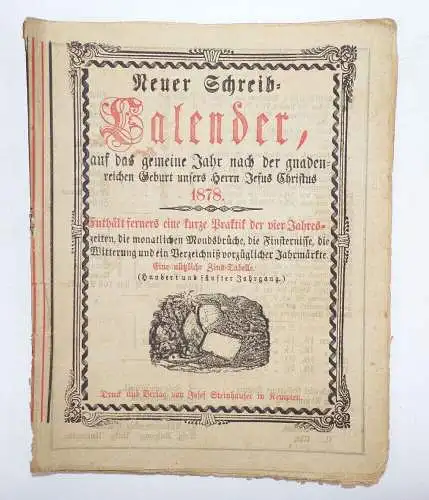 Neuer Schreib-
Calender,
auf das gemeine Jahr nach der gnaden-
reichen Geburt unsers Herrn Jesus Christus
1878.
Enthält ferners eine kurze Praktik der vier Jahres-
zeiten, die monatlichen Mondsbrüche, die Finsternisse, die
Witterung und ein Verzeichniß vorzüglicher Jahrmärkte.
Eine nützliche Zins-Tabelle.
(Hundert und fünfter Jahrgang.)
Druck und Verlag von Josef Steinhauser in Kempten.